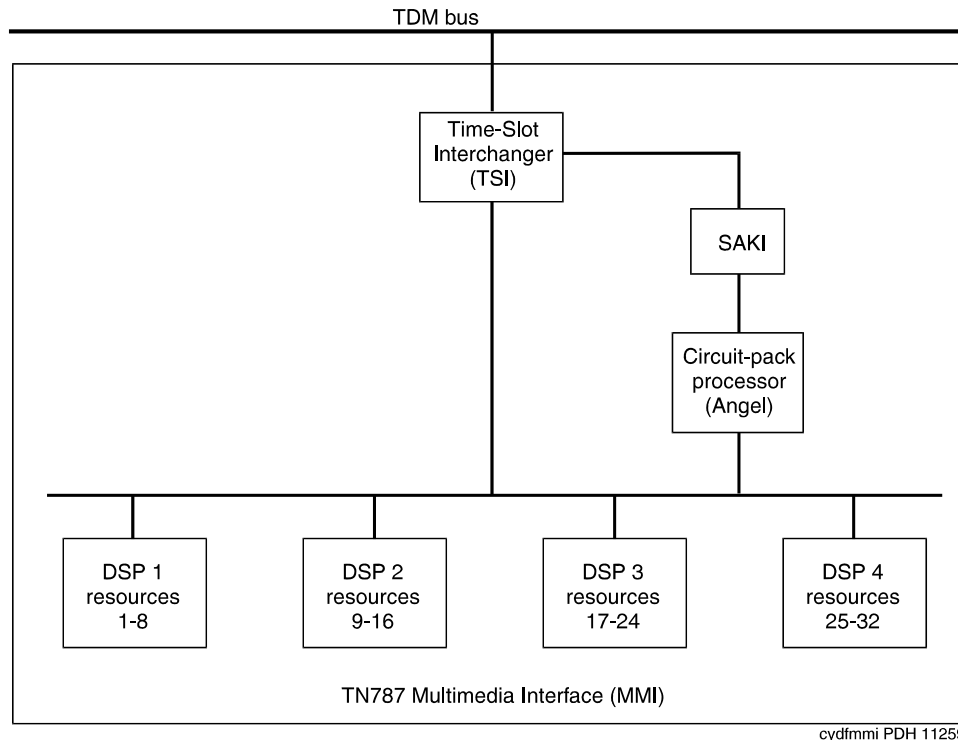 TDM bus
Time-Slot
Interchanger
(TSI)
SAKI
Circuit-pack
processor
(Angel)
DSP 1
resources
1-8
DSP 2
resources
9-16
DSP 3
resources
17-24
DSP 4
resources
25-32
TN787 Multimedia Interface (MMI)
cydfmmi PDH